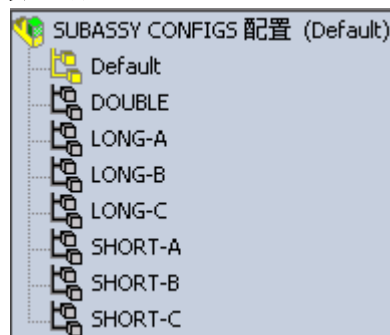 SUBASSY CONFIGS 配置 (Default)
Default
DOUBLE
LONG-A
LONG-B
LONG-C
SHORT-A
SHORT-B
SHORT-C